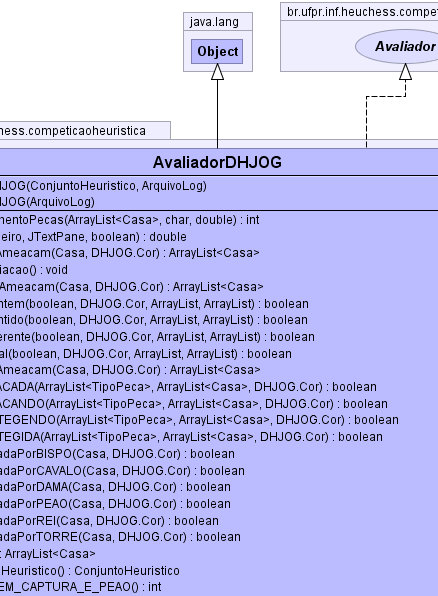 java.lang
Object
br.ufpr.inf.heuchess.compet
Avaliador
ness.competicaoheuristica
AvaliadorDHJOG
HJOG(ConjuntoHeuristico, ArquivoLog)
HJOG(ArquivoLog)
mentoPecas(ArrayList<Casa>, char, double) : int
leiro, JTextPane, boolean) : double
Ameacam(Casa, DHJOG.Cor) : ArrayList<Casa>
iacao() : void
Ameacam(Casa, DHJOG.Cor) : ArrayList<Casa>
ntem(boolean, DHJOG.Cor, ArrayList, ArrayList) : boolean
ntido(boolean, DHJOG.Cor, ArrayList, ArrayList) : boolean
erente(boolean, DHJOG.Cor, ArrayList, ArrayList) : boolean
al(boolean, DHJOG.Cor, ArrayList, ArrayList) : boolean
Ameacam(Casa, DHJOG.Cor) : ArrayList<Casa>
ACADA(ArrayList<TipoPeca>, ArrayList<Casa>, DHJOG.Cor) : boolean
ACANDO(ArrayList<TipoPeca>, ArrayList<Casa>, DHJOG.Cor) : boolean
TEGENDO(ArrayList<TipoPeca>, ArrayList<Casa>, DHJOG.Cor) : boolean
TEGIDA(ArrayList<TipoPeca>, ArrayList<Casa>, DHJOG.Cor) : boolean
adaPorBISPO(Casa, DHJOG.Cor) : boolean
adaPorCAVALO(Casa, DHJOG.Cor) : boolean
adaPorDAMA(Casa, DHJOG.Cor) : boolean
adaPorPEAO(Casa, DHJOG.Cor) : boolean
adaPorREI(Casa, DHJOG.Cor) : boolean
adaPorTORRE(Casa, DHJOG.Cor) : boolean
: ArrayList<Casa>
Heuristico() : ConjuntoHeuristico
EM_CAPTURA_E_PEAO() : int